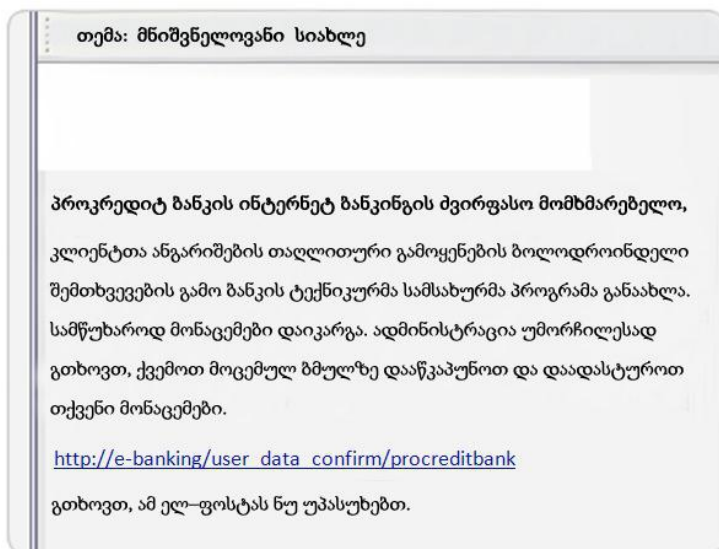 თემა: მნიშვნელოვანი სიახლე
პროკრედიტ ბანკის ინტერნეტ ბანკინგის ძვირფასო მომხმარებელო,
კლიენტთა ანგარიშების თაღლითური გამოყენების ბოლოდროინდელი
შემთხვევების გამო ბანკის ტექნიკურმა სამსახურმა პროგრამა განაახლა.
სამწუხაროდ მონაცემები დაიკარგა. ადმინისტრაცია უმორჩილესად
გთხოვთ, ქვემოთ მოცემულ ბმულზე დააწკაპუნოთ და დაადასტუროთ
თქვენი მონაცემები.
http://e-banking/user_data_confirm/procreditbank
გთხოვთ, ამ ელ–ფოსტას ნუ უპასუხებთ.